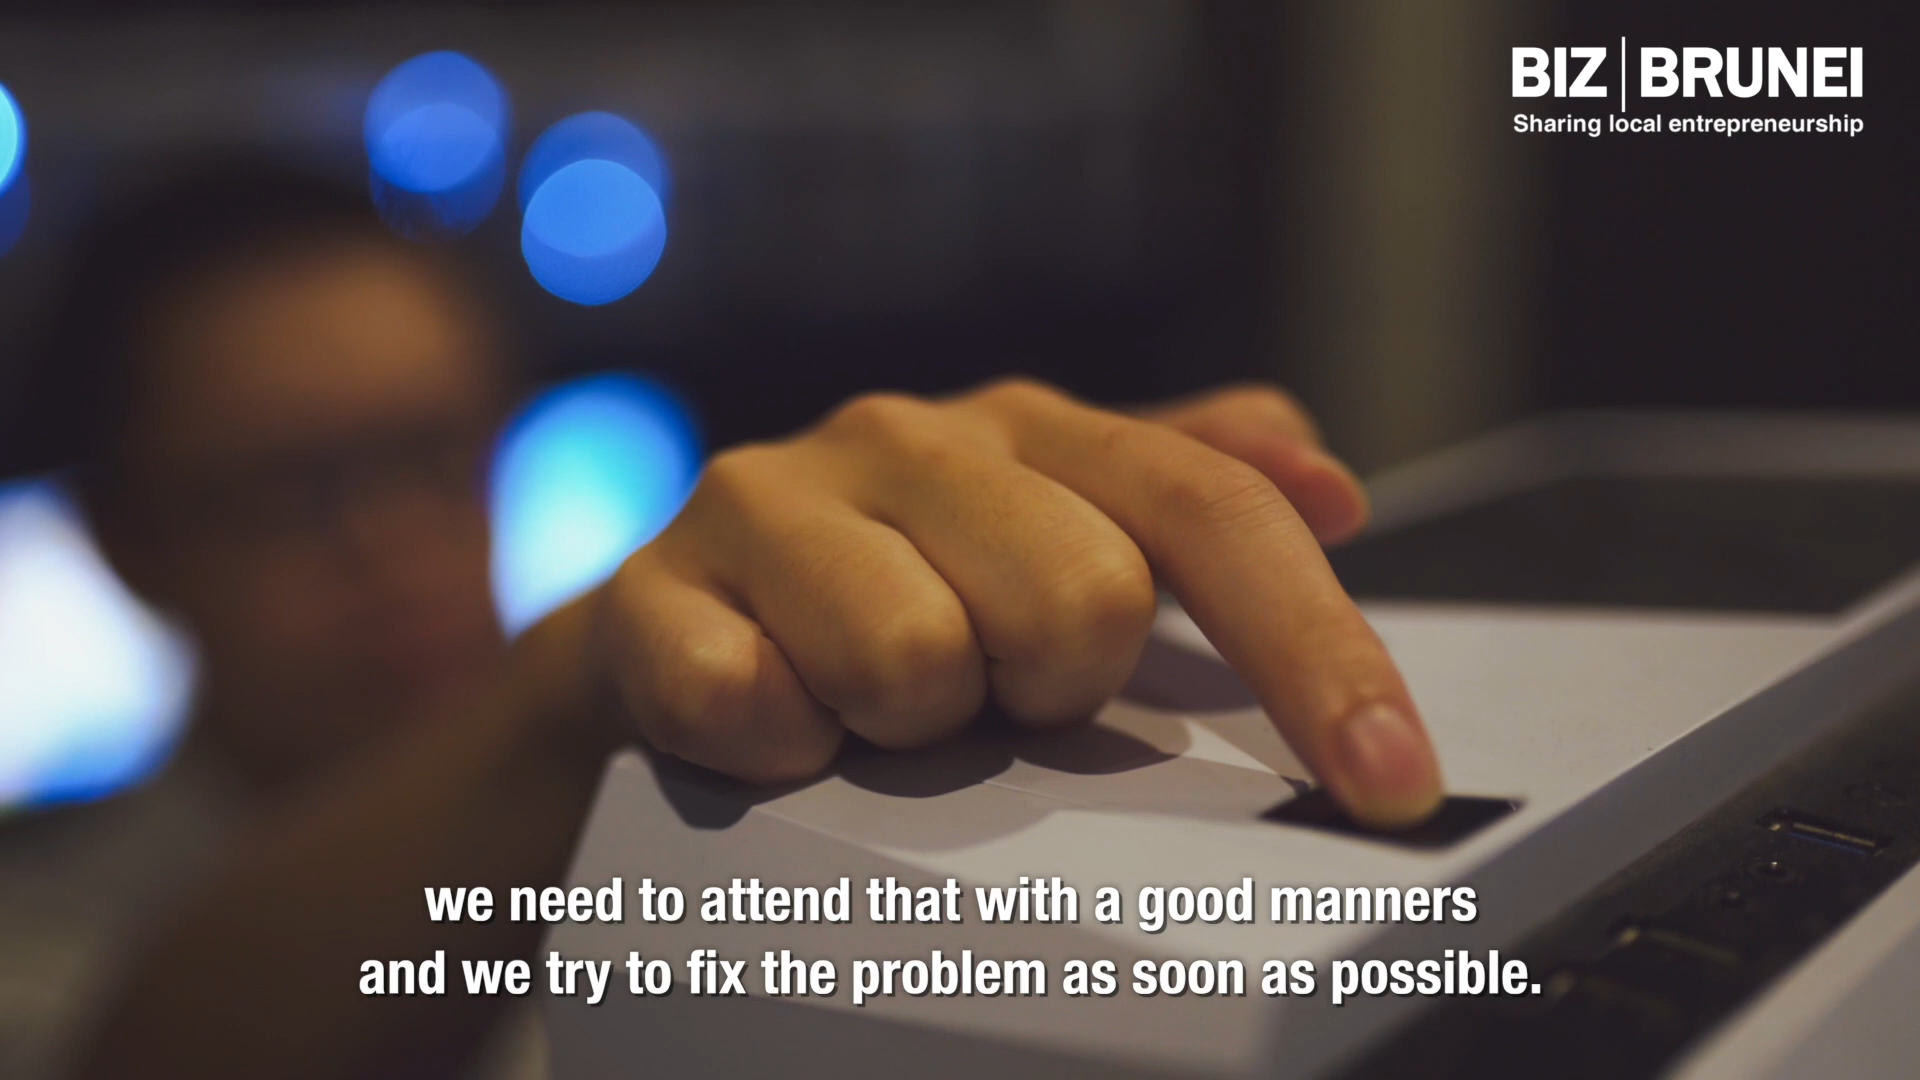 BIZ|BRUNEI
Sharing local entrepreneurship
we need to attend that with a good manners
and we try to fix the problem as soon as possible.